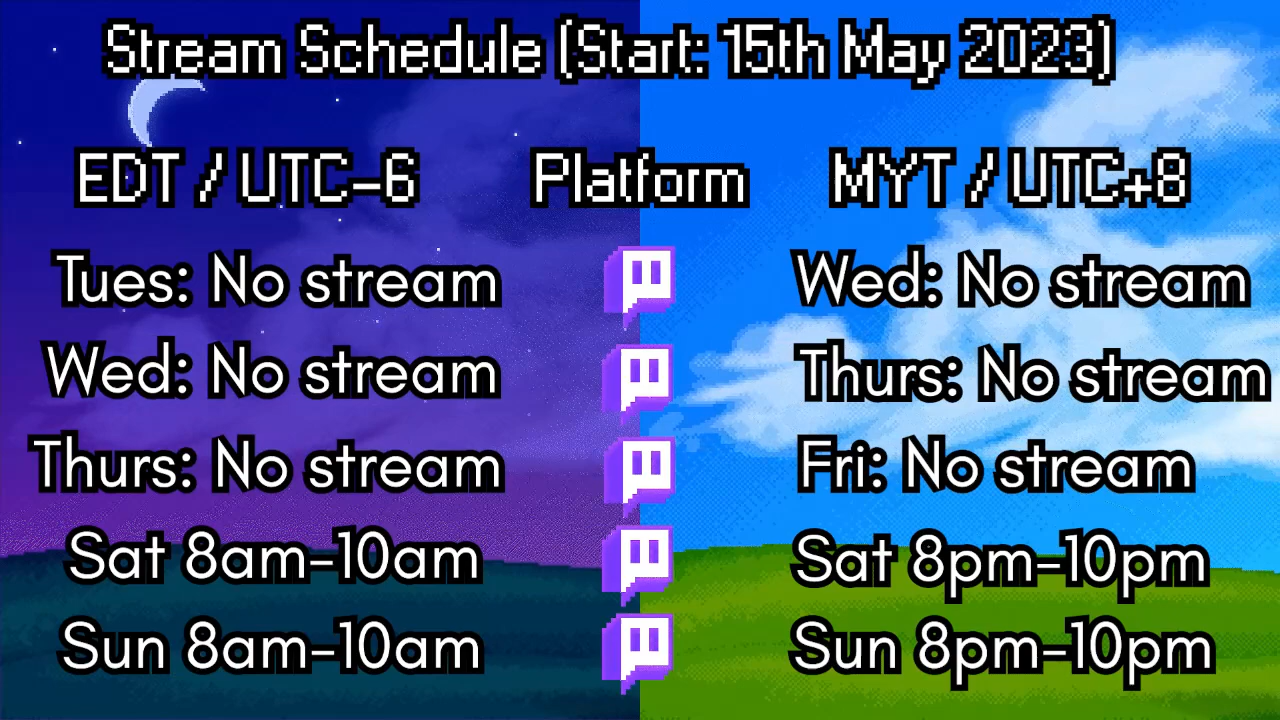 Stream Schedule (Start: 15th May 2023)
EDT / UTC-6 Platform MYT / UTC+8
Tues: No stream Wed: No stream
Wed: No stream Thurs: No stream
Thurs: No stream Fri: No stream
Sat 8am-10am Sat 8pm-10pm
Sun 8am-10am Sun 8pm-10pm